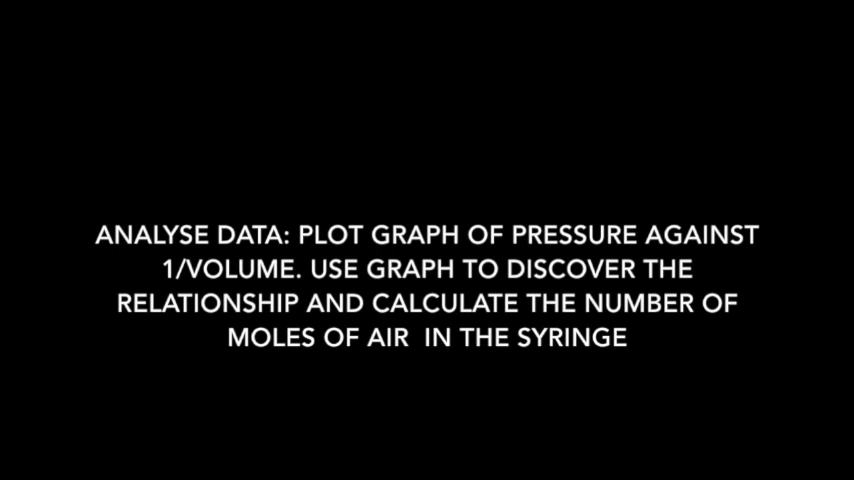 ANALYSE DATA: PLOT GRAPH OF PRESSURE AGAINST
1/VOLUME. USE GRAPH TO DISCOVER THE
RELATIONSHIP AND CALCULATE THE NUMBER OF
MOLES OF AIR  IN THE SYRINGE